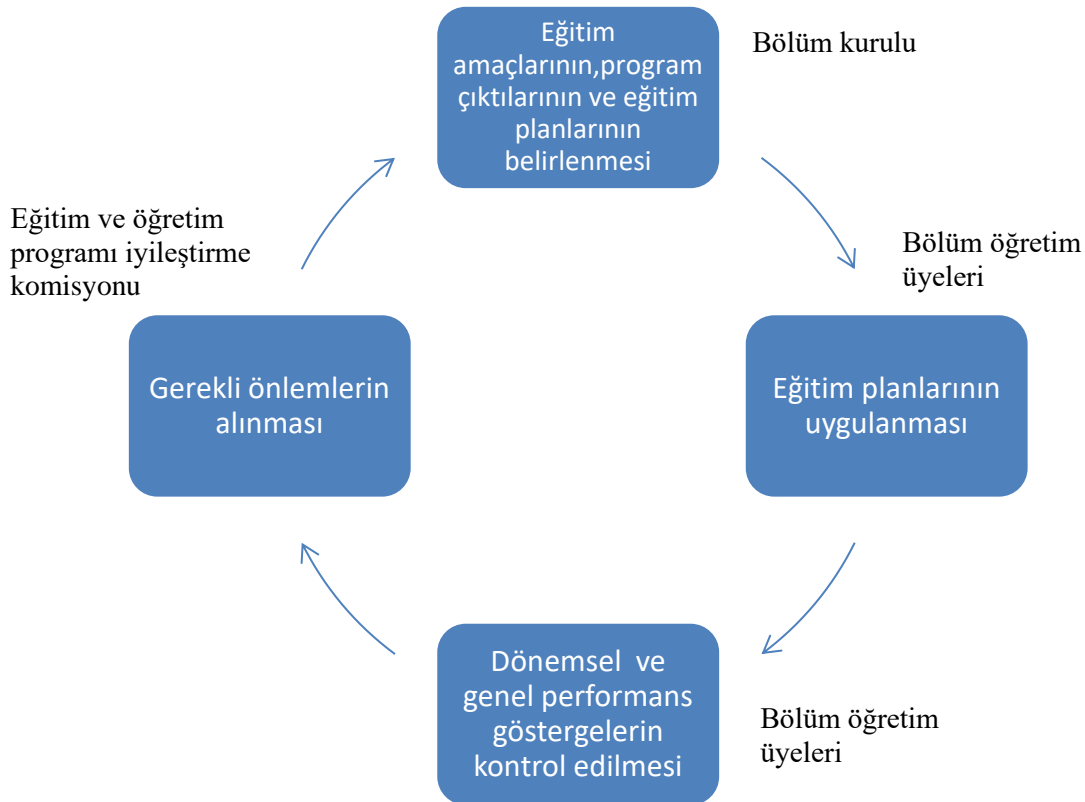 Eğitim
amaçlarının,program
çıktılarının ve eğitim
planlarının
belirlenmesi
Bölüm kurulu
Bölüm öğretim
üyeleri
Eğitim planlarının
uygulanması
Dönemsel ve
genel performans
göstergelerin
kontrol edilmesi
Bölüm öğretim
üyeleri
Gerekli önlemlerin
alınması
Eğitim ve öğretim
programı iyileştirme
komisyonu